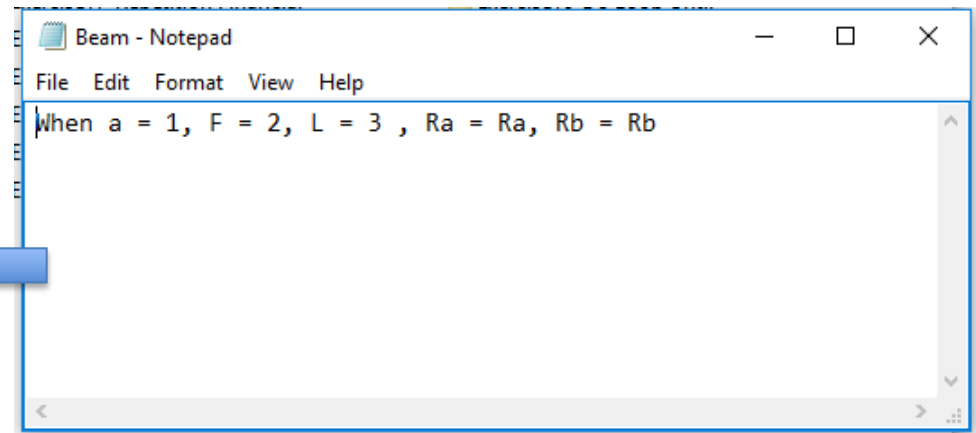 Beam - Notepad
File Edit Format View Help
When a = 1, F = 2, L = 3 , Ra = Ra, Rb = Rb